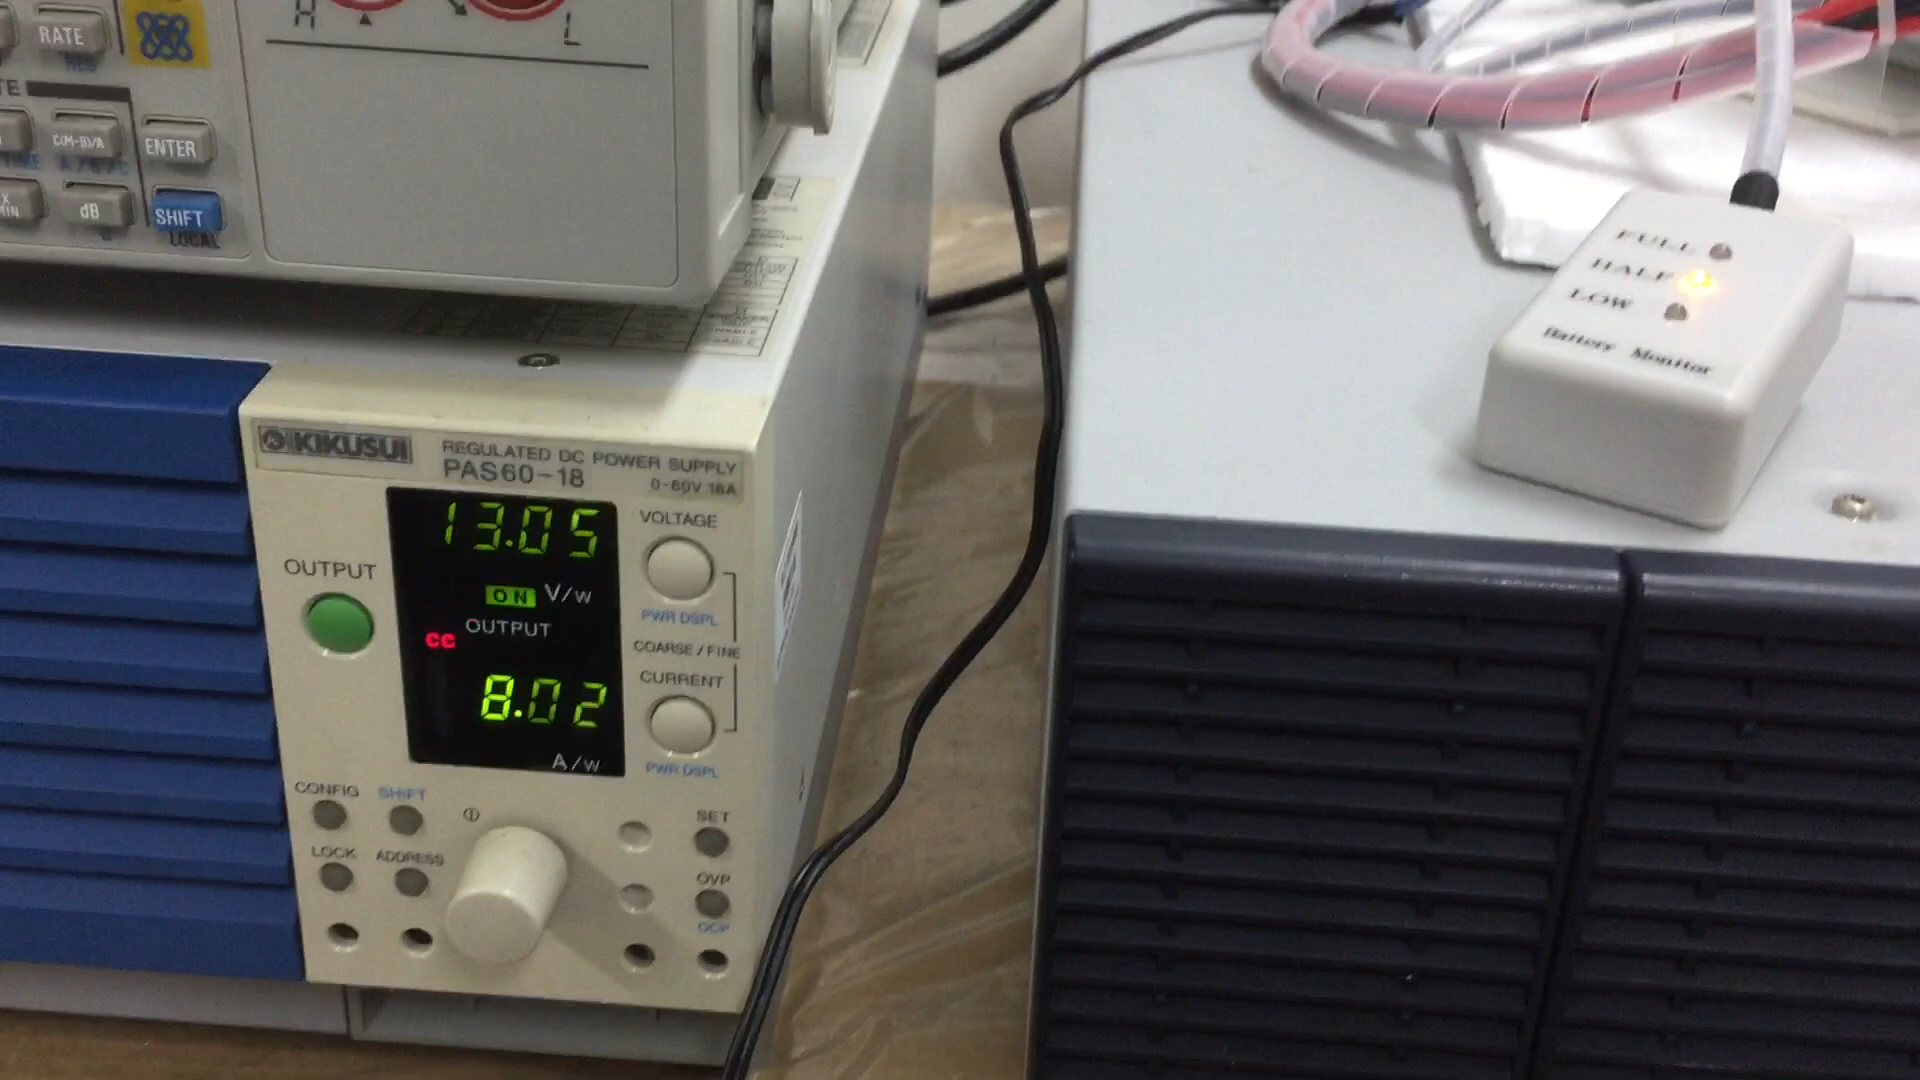 H
L
RATE
ENTER
dB
SHIFT
LOCAL
KIKUSUI
REGULATED DC POWER SUPPLY
PAS60-18
0-60V 18A
OUTPUT
13.05
ON V/w
OUTPUT
CC
8.02
A/w
VOLTAGE
PWR DSPL
COARSE / FINE
CURRENT
PWR DSPL
CONFIG
SHIFT
SET
LOCK
ADDRESS
OVP
OCP
FULL
HALF
LOW
Battery Monitor